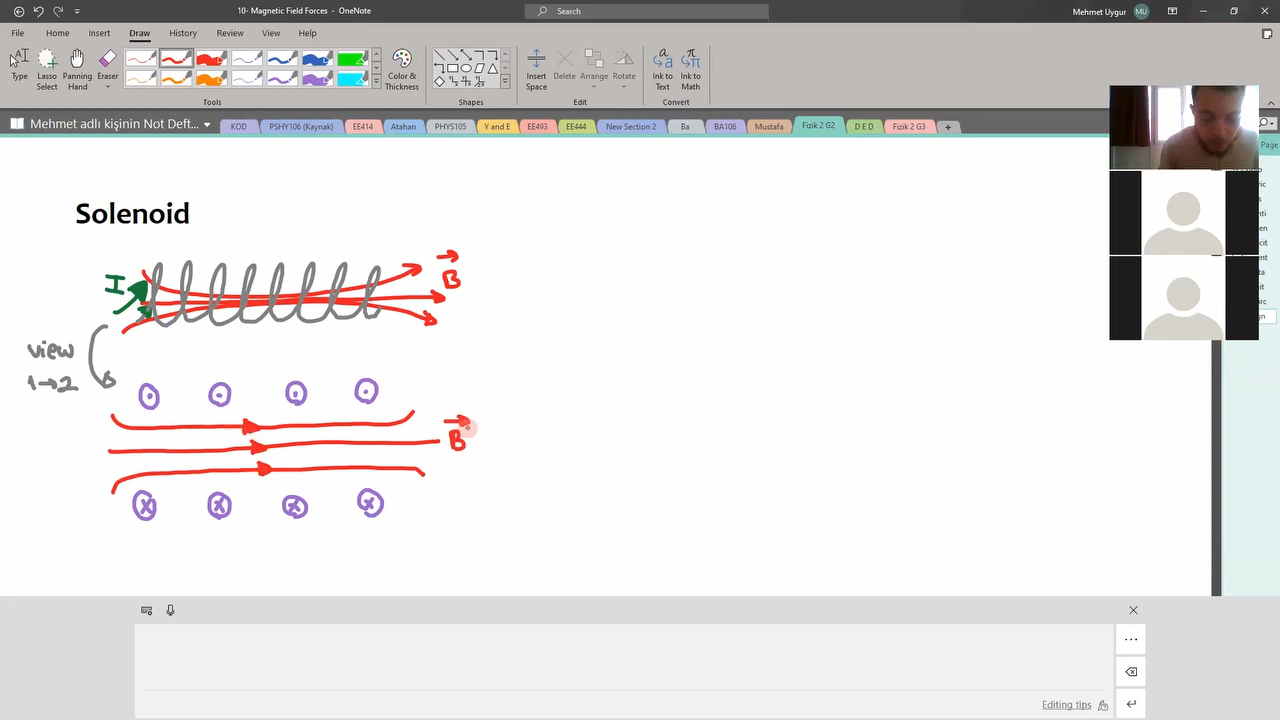 10- Magnetic Field Forces - OneNote
Search
Mehmet Uygur
MU
File Home Insert Draw History Review View Help
Type
Lasso Select
Panning Hand
Eraser
Color & Thickness
Insert Space
Delete
Arrange
Rotate
Ink to Text
Ink to Math
Tools
Shapes
Edit
Convert
Mehmet adlı kişinin Not Deft...
KOD PSHY106 (Kaynak) EE414 Atahan PHYS105 Y and E EE493 EE444 New Section 2 Ba BA106 Mustafa Fizik 2 G2 D E D Fizik 2 G3
Page
Solenoid
I
B
view
1→2
B
Editing tips